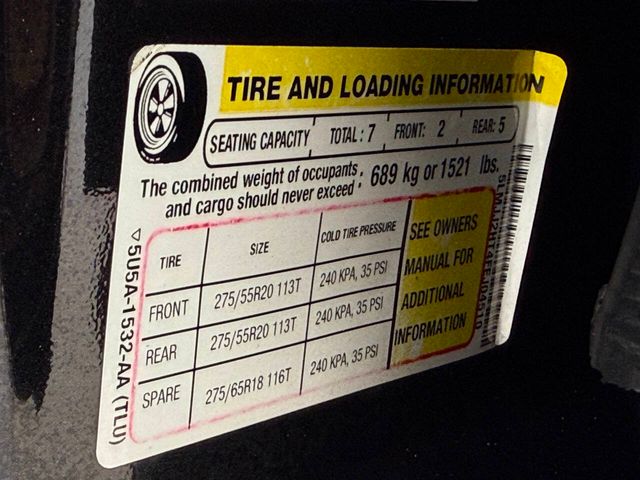 TIRE AND LOADING INFORMATION
SEATING CAPACITY TOTAL: 7 FRONT: 2 REAR: 5
The combined weight of occupants and cargo should never exceed: 689 kg or 1521 lbs.
TIRE SIZE COLD TIRE PRESSURE
FRONT 275/55R20 113T 240 KPA, 35 PSI
REAR 275/55R20 113T 240 KPA, 35 PSI
SPARE 275/65R18 116T 240 KPA, 35 PSI
SEE OWNERS
MANUAL FOR
ADDITIONAL
INFORMATION
5U5A-1532-AA (TLU)